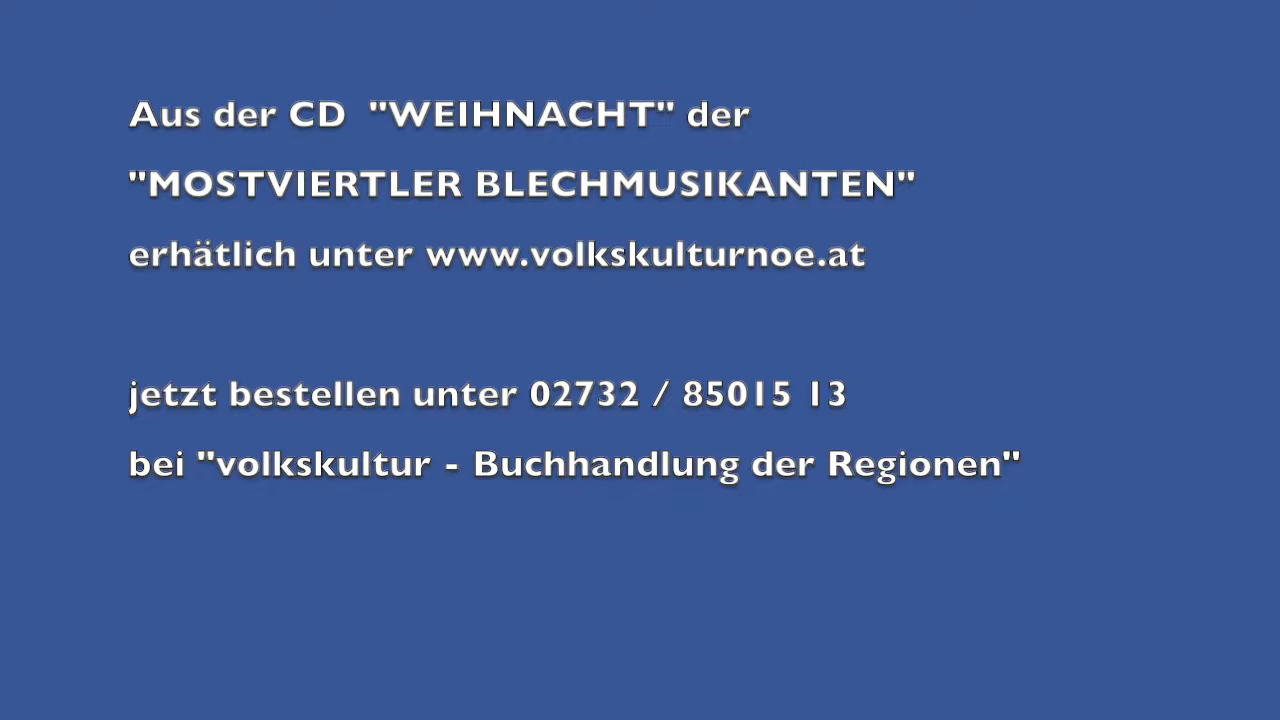 Aus der CD "WEIHNACHT" der
"MOSTVIERTLER BLECHMUSIKANTEN"
erhätlich unter www.volkskulturnoe.at
jetzt bestellen unter 02732 / 85015 13
bei "volkskultur - Buchhandlung der Regionen"